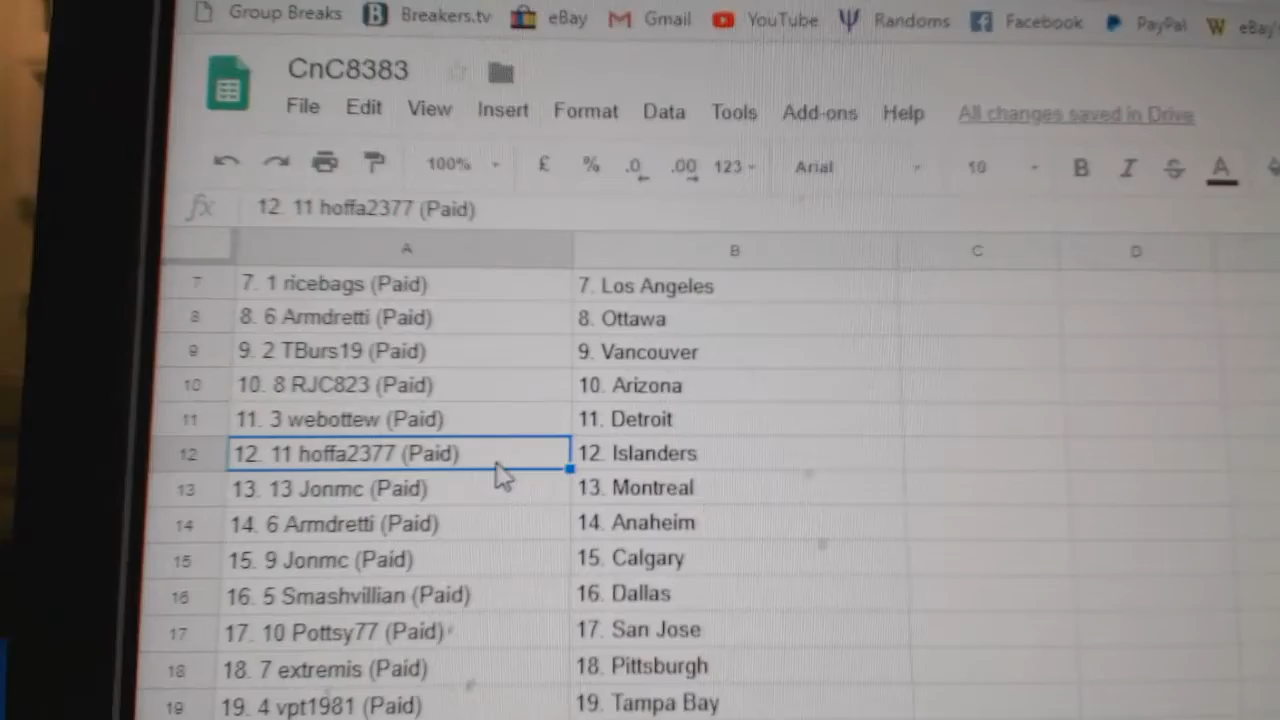 Group Breaks Breakers.tv eBay Gmail YouTube Randoms Facebook PayPal eBay
CnC8383
File Edit View Insert Format Data Tools Add-ons Help All changes saved in Drive
100% £ % .0 .00 123 Arial 10 B I S A
fx 12. 11 hoffa2377 (Paid)
A B C D
7 7. 1 ricebags (Paid) 7. Los Angeles
8 8. 6 Armdretti (Paid) 8. Ottawa
9 9. 2 TBurs19 (Paid) 9. Vancouver
10 10. 8 RJC823 (Paid) 10. Arizona
11 11. 3 webottew (Paid) 11. Detroit
12 12. 11 hoffa2377 (Paid) 12. Islanders
13 13. 13 Jonmc (Paid) 13. Montreal
14 14. 6 Armdretti (Paid) 14. Anaheim
15 15. 9 Jonmc (Paid) 15. Calgary
16 16. 5 Smashvillian (Paid) 16. Dallas
17 17. 10 Pottsy77 (Paid) 17. San Jose
18 18. 7 extremis (Paid) 18. Pittsburgh
19 19. 4 vpt1981 (Paid) 19. Tampa Bay